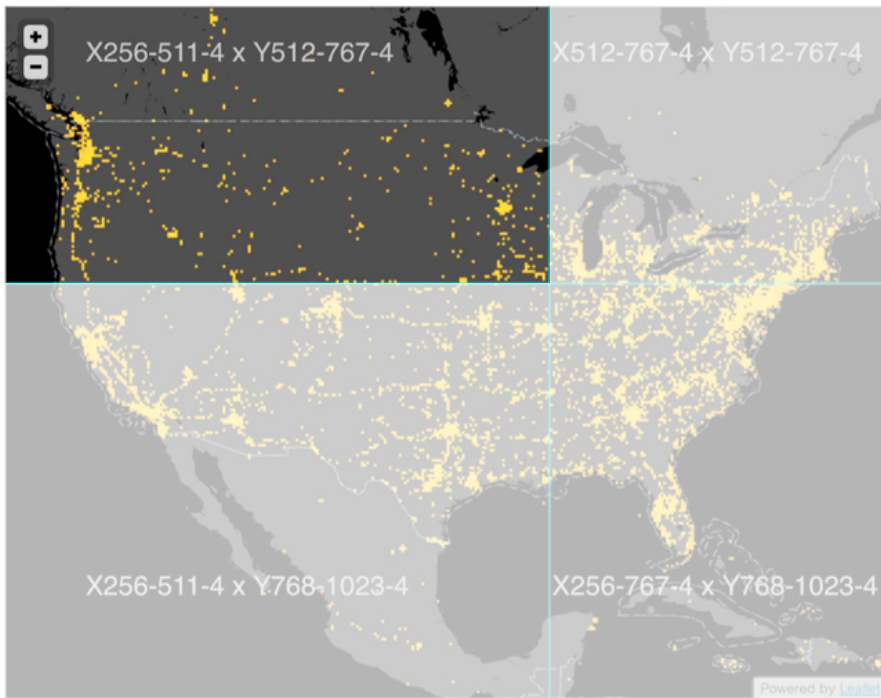 +
−
X256-511-4 x Y512-767-4
X512-767-4 x Y512-767-4
X256-511-4 x Y768-1023-4
X256-767-4 x Y768-1023-4
Powered by Leaflet